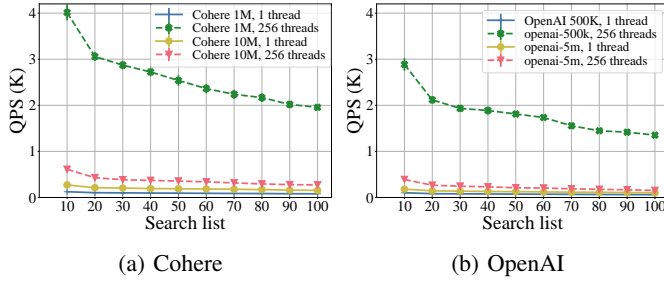 4
3
2
1
0
QPS (K)
Cohere 1M, 1 thread
Cohere 1M, 256 threads
Cohere 10M, 1 thread
Cohere 10M, 256 threads
10 20 30 40 50 60 70 80 90 100
Search list
(a) Cohere
4
3
2
1
0
QPS (K)
OpenAI 500K, 1 thread
openai-500k, 256 threads
openai-5m, 1 thread
openai-5m, 256 threads
10 20 30 40 50 60 70 80 90 100
Search list
(b) OpenAI